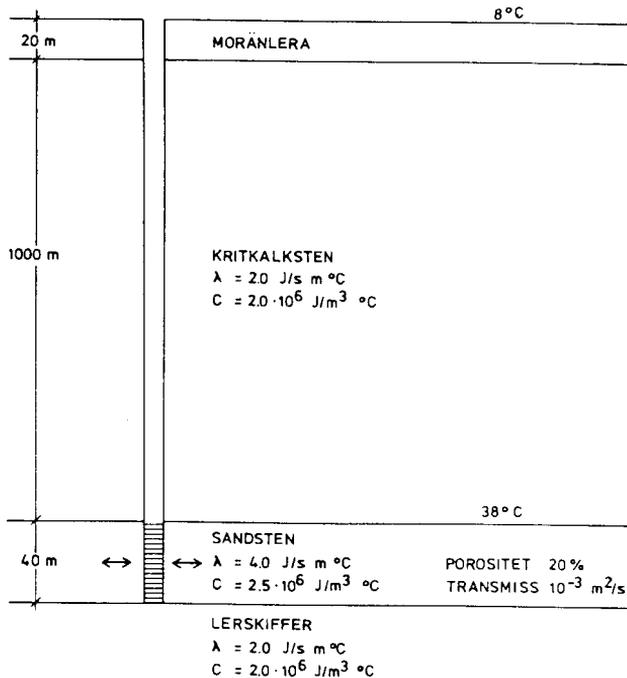 8°C
20 m
MORÄNLERA
1000 m
KRITKALKSTEN
λ = 2.0 J/s m °C
C = 2.0·10⁶ J/m³ °C
38°C
40 m
SANDSTEN
λ = 4.0 J/s m °C
C = 2.5·10⁶ J/m³ °C
POROSITET 20%
TRANSMISS 10⁻³ m²/s
LERSKIFFER
λ = 2.0 J/s m °C
C = 2.0·10⁶ J/m³ °C